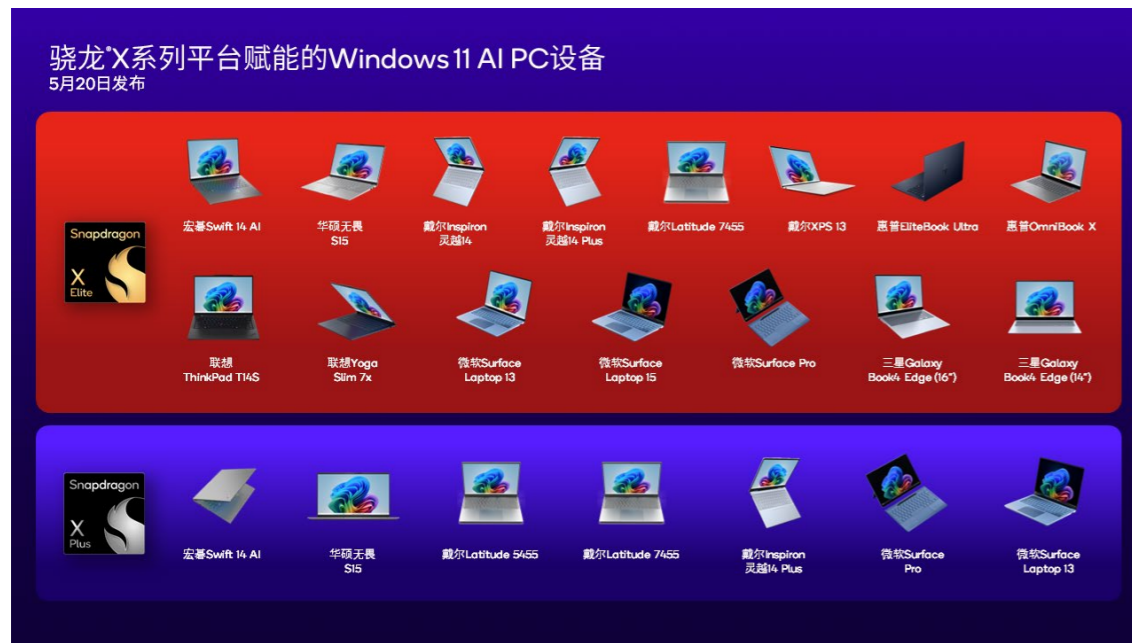 骁龙®X系列平台赋能的Windows 11 AI PC设备
5月20日发布
Snapdragon
X
Elite
宏碁Swift 14 AI
华硕无畏
S15
戴尔Inspiron
灵越14
戴尔Inspiron
灵越14 Plus
戴尔Latitude 7455
戴尔XPS 13
惠普EliteBook Ultra
惠普OmniBook X
联想
ThinkPad T14S
联想Yoga
Slim 7x
微软Surface
Laptop 13
微软Surface
Laptop 15
微软Surface Pro
三星Galaxy
Book4 Edge (16")
三星Galaxy
Book4 Edge (14")
Snapdragon
X
Plus
宏碁Swift 14 AI
华硕无畏
S15
戴尔Latitude 5455
戴尔Latitude 7455
戴尔Inspiron
灵越14 Plus
微软Surface
Pro
微软Surface
Laptop 13